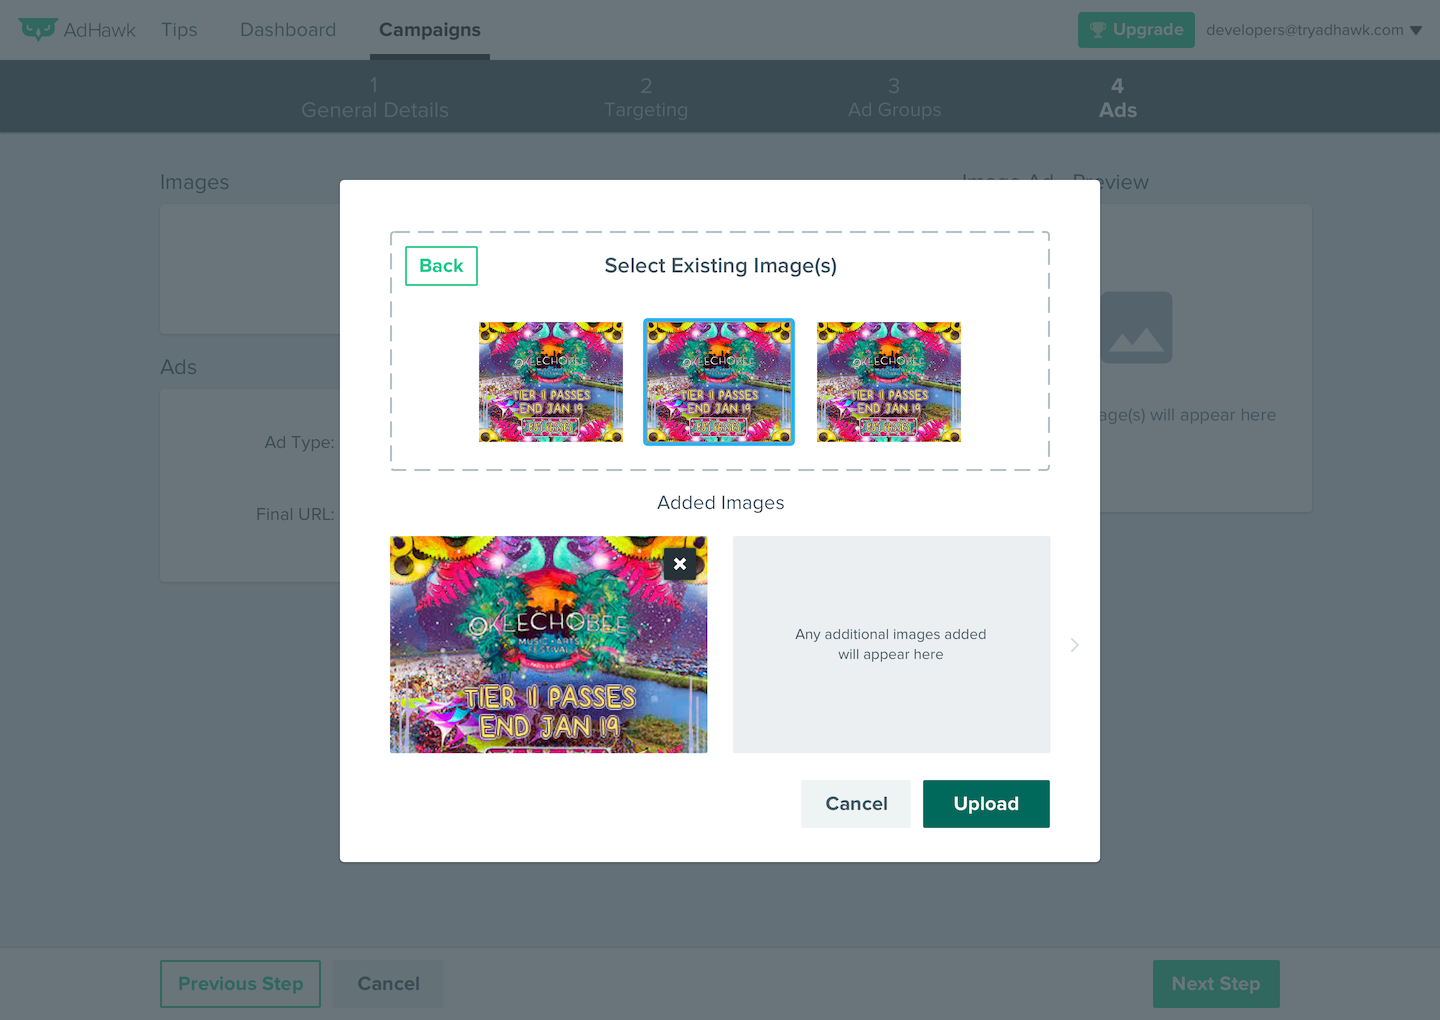 AdHawk
Tips
Dashboard
Campaigns
Upgrade
developers@tryadhawk.com
1
General Details
2
Targeting
3
Ad Groups
4
Ads
Images
Preview
Back
Select Existing Image(s)
OKEECHOBEE
TIER II PASSES
END JAN 19
OKEECHOBEE
TIER II PASSES
END JAN 19
OKEECHOBEE
TIER II PASSES
END JAN 19
Ads
Ad Type:
Final URL:
age(s) will appear here
Added Images
OKEECHOBEE
MUSIC • ARTS
FESTIVAL
TIER II PASSES
END JAN 19
Any additional images added
will appear here
Cancel
Upload
Previous Step
Cancel
Next Step